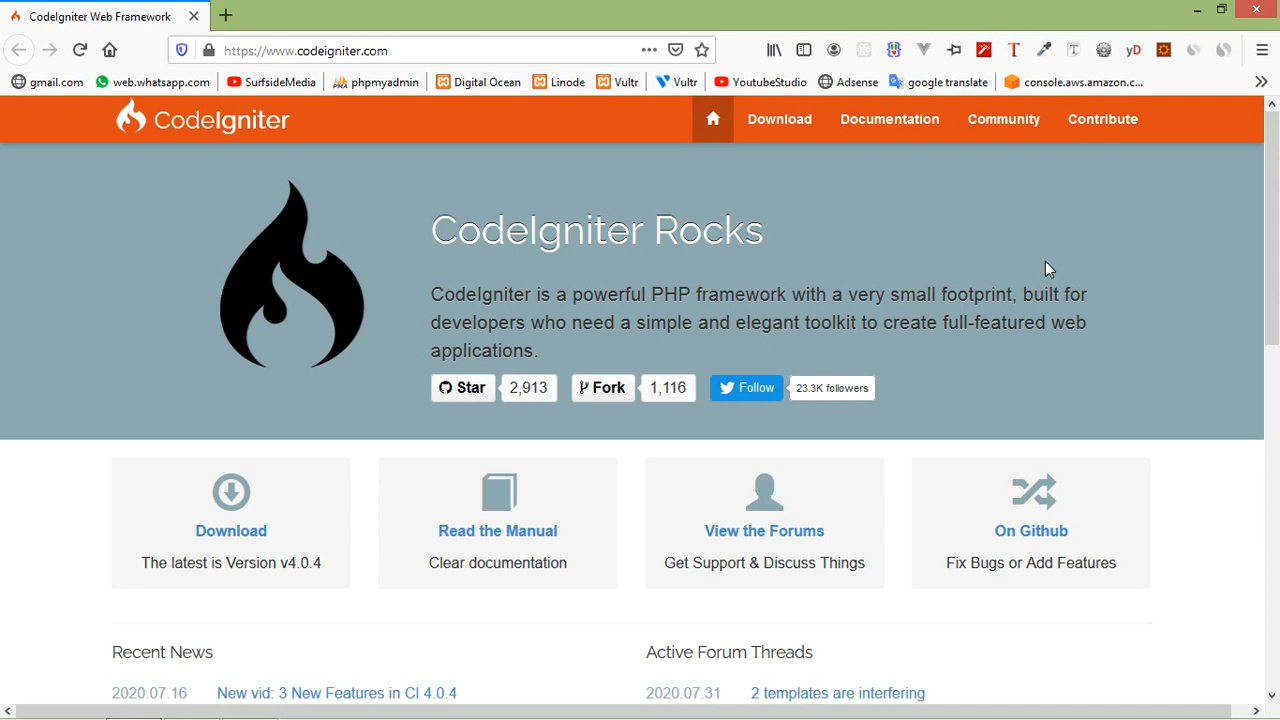 CodeIgniter Web Framework
https://www.codeigniter.com
T
T
yD
gmail.com
web.whatsapp.com
SurfsideMedia
phpmyadmin
Digital Ocean
Linode
Vultr
Vultr
YoutubeStudio
Adsense
google translate
console.aws.amazon.c...
CodeIgniter
Download
Documentation
Community
Contribute
CodeIgniter Rocks
CodeIgniter is a powerful PHP framework with a very small footprint, built for
developers who need a simple and elegant toolkit to create full-featured web
applications.
Star
2,913
Fork
1,116
Follow
23.3K followers
Download
The latest is Version v4.0.4
Read the Manual
Clear documentation
View the Forums
Get Support & Discuss Things
On Github
Fix Bugs or Add Features
Recent News
2020.07.16 New vid: 3 New Features in CI 4.0.4
Active Forum Threads
2020.07.31 2 templates are interfering